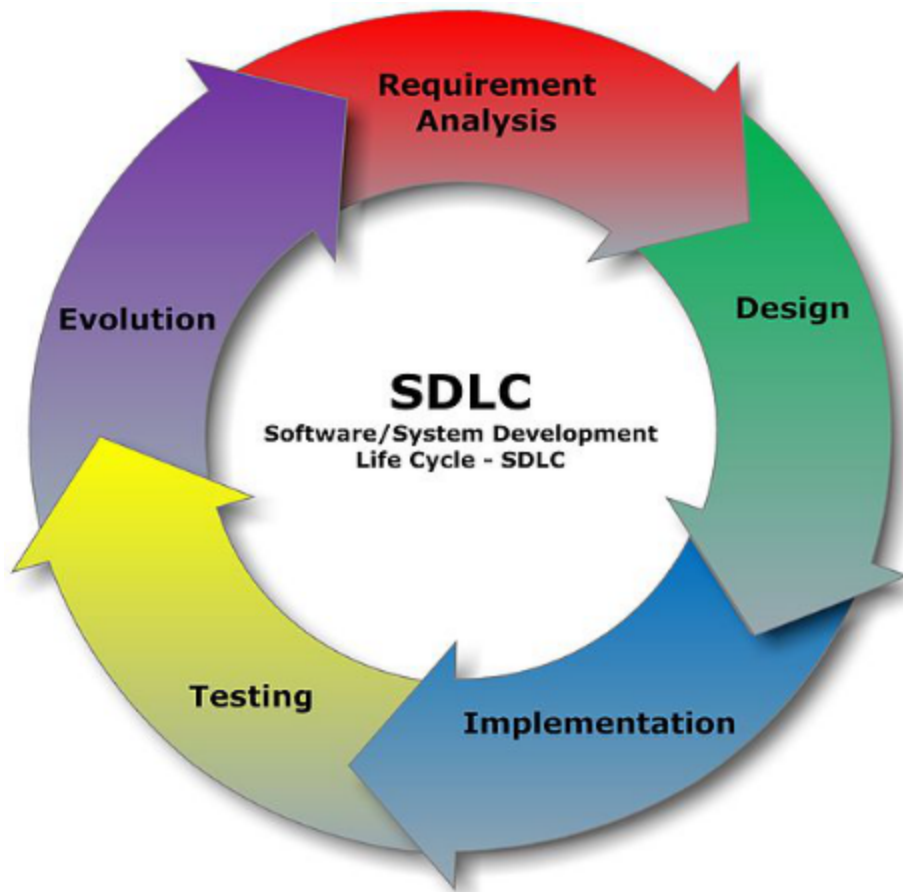 Requirement
Analysis
Design
Implementation
Testing
Evolution
SDLC
Software/System Development
Life Cycle - SDLC